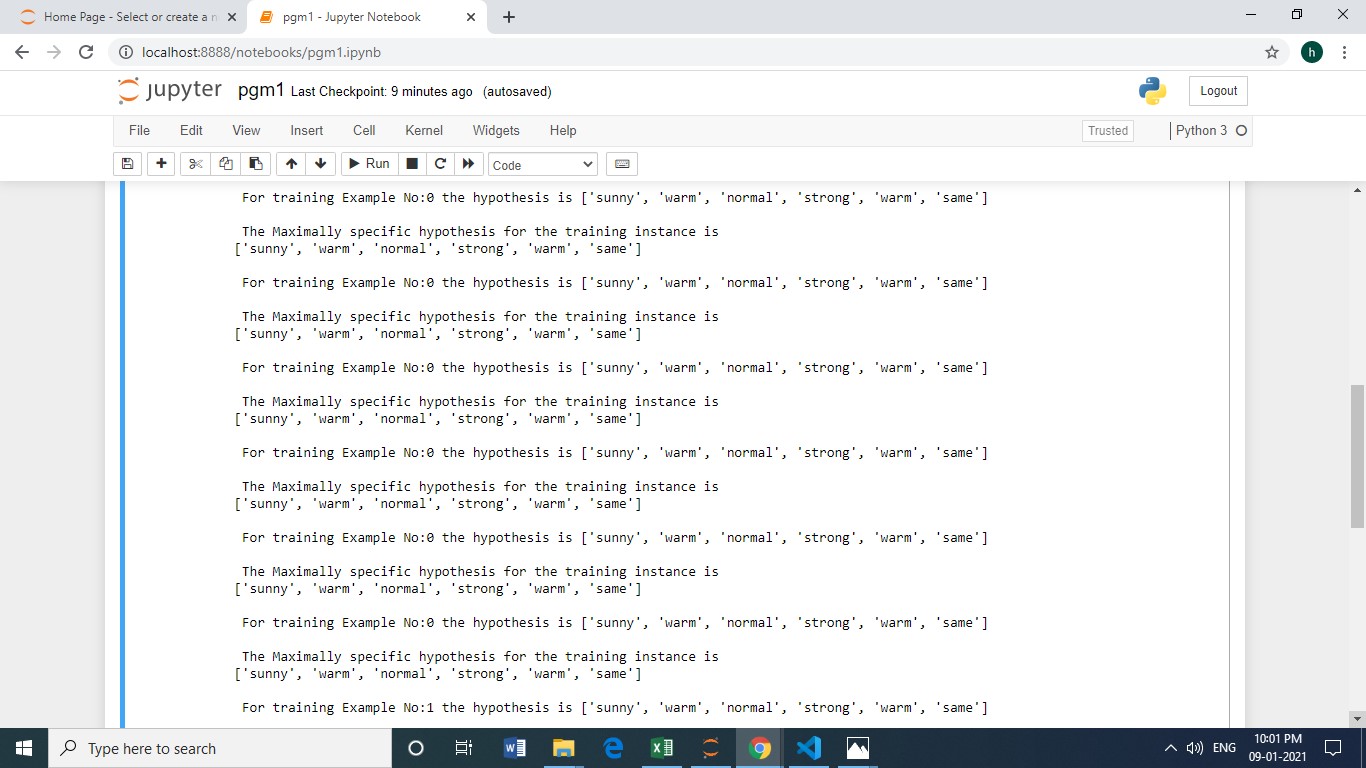 Home Page - Select or create a n
pgm1 - Jupyter Notebook
localhost:8888/notebooks/pgm1.ipynb
h
jupyter pgm1 Last Checkpoint: 9 minutes ago (autosaved)
Logout
File Edit View Insert Cell Kernel Widgets Help
Trusted
Python 3
Run
Code
For training Example No:0 the hypothesis is ['sunny', 'warm', 'normal', 'strong', 'warm', 'same']
The Maximally specific hypothesis for the training instance is
['sunny', 'warm', 'normal', 'strong', 'warm', 'same']
For training Example No:0 the hypothesis is ['sunny', 'warm', 'normal', 'strong', 'warm', 'same']
The Maximally specific hypothesis for the training instance is
['sunny', 'warm', 'normal', 'strong', 'warm', 'same']
For training Example No:0 the hypothesis is ['sunny', 'warm', 'normal', 'strong', 'warm', 'same']
The Maximally specific hypothesis for the training instance is
['sunny', 'warm', 'normal', 'strong', 'warm', 'same']
For training Example No:0 the hypothesis is ['sunny', 'warm', 'normal', 'strong', 'warm', 'same']
The Maximally specific hypothesis for the training instance is
['sunny', 'warm', 'normal', 'strong', 'warm', 'same']
For training Example No:0 the hypothesis is ['sunny', 'warm', 'normal', 'strong', 'warm', 'same']
The Maximally specific hypothesis for the training instance is
['sunny', 'warm', 'normal', 'strong', 'warm', 'same']
For training Example No:0 the hypothesis is ['sunny', 'warm', 'normal', 'strong', 'warm', 'same']
The Maximally specific hypothesis for the training instance is
['sunny', 'warm', 'normal', 'strong', 'warm', 'same']
For training Example No:1 the hypothesis is ['sunny', 'warm', 'normal', 'strong', 'warm', 'same']
Type here to search
ENG
10:01 PM
09-01-2021